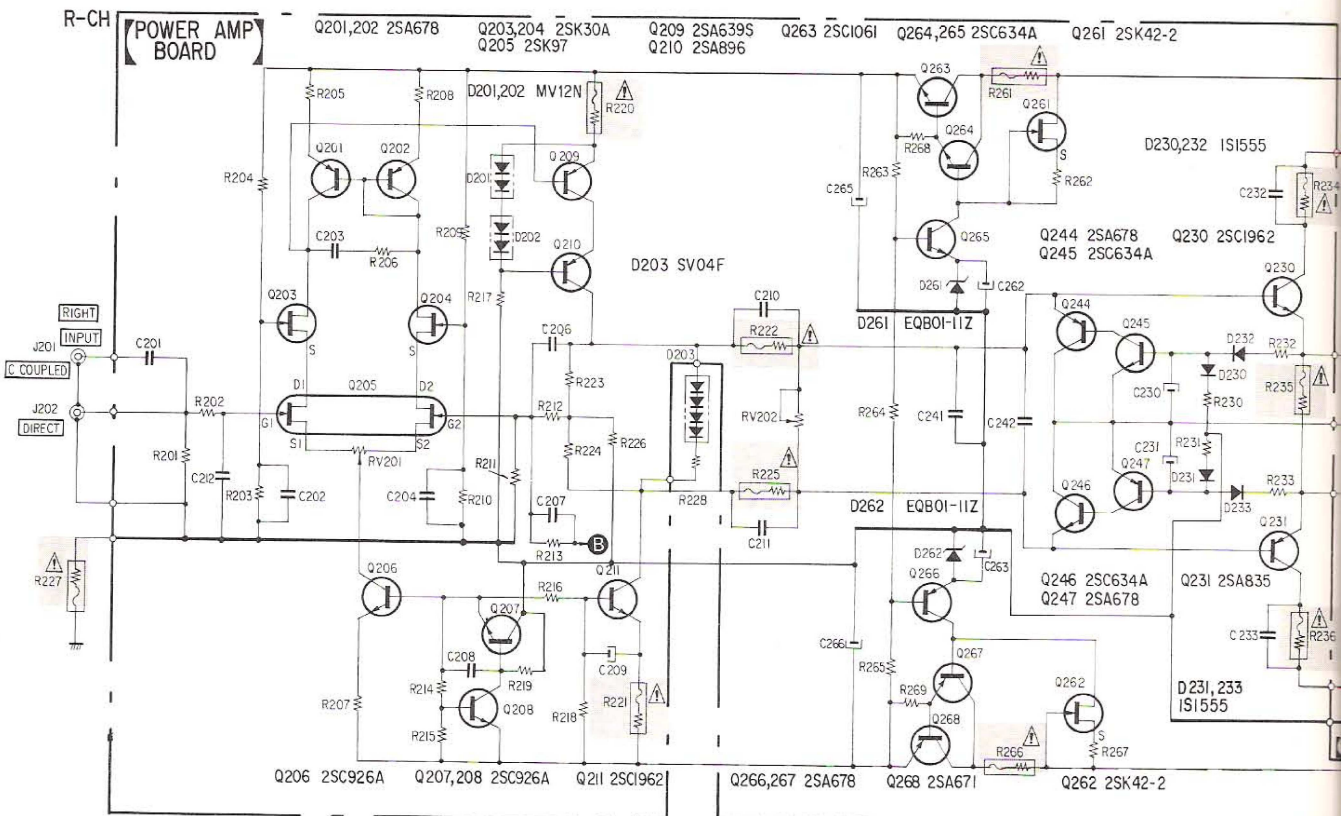 R-CH
POWER AMP
BOARD
Q201,202 2SA678
Q203,204 2SK30A
Q205 2SK97
Q209 2SA639S
Q210 2SA896
Q263 2SC1061
Q264,265 2SC634A
Q261 2SK42-2
R205
R208
D201,202 MV12N
R220
Q263
R261
Q261
Q264
R268
S
R262
D230,232 1S1555
Q201
Q202
Q209
R204
D201
R263
C265
C232
R234
C203
R206
R209
D202
Q210
Q265
Q244 2SA678
Q245 2SC634A
Q230 2SC1962
D203 SV04F
D261
C262
Q230
R217
Q203
Q204
S
S
C210
R222
D261 EQB01-11Z
Q244
Q245
RIGHT
INPUT
J201
C COUPLED
C201
C206
D203
D232
R232
D1
Q205
D2
R223
D230
C230
R230
R235
J202
DIRECT
R202
G1
G2
R212
RV202
R264
C241
C242
S1
S2
R226
R224
R201
RV201
R211
C231
R231
C212
R225
Q247
D231
R203
C202
C204
R210
R228
Q246
D233
R233
C207
D262 EQB01-11Z
C211
R213
B
Q231
R227
D262
C263
Q206
R216
Q211
Q266
Q246 2SC634A
Q247 2SA678
Q231 2SA835
Q207
C208
C209
C266
C233
R236
R219
R265
Q267
R214
R221
R269
Q262
R207
Q208
R218
Q268
D231,233
1S1555
R215
R266
S
R267
Q206 2SC926A
Q207,208 2SC926A
Q211 2SC1962
Q266,267 2SA678
Q268 2SA671
Q262 2SK42-2